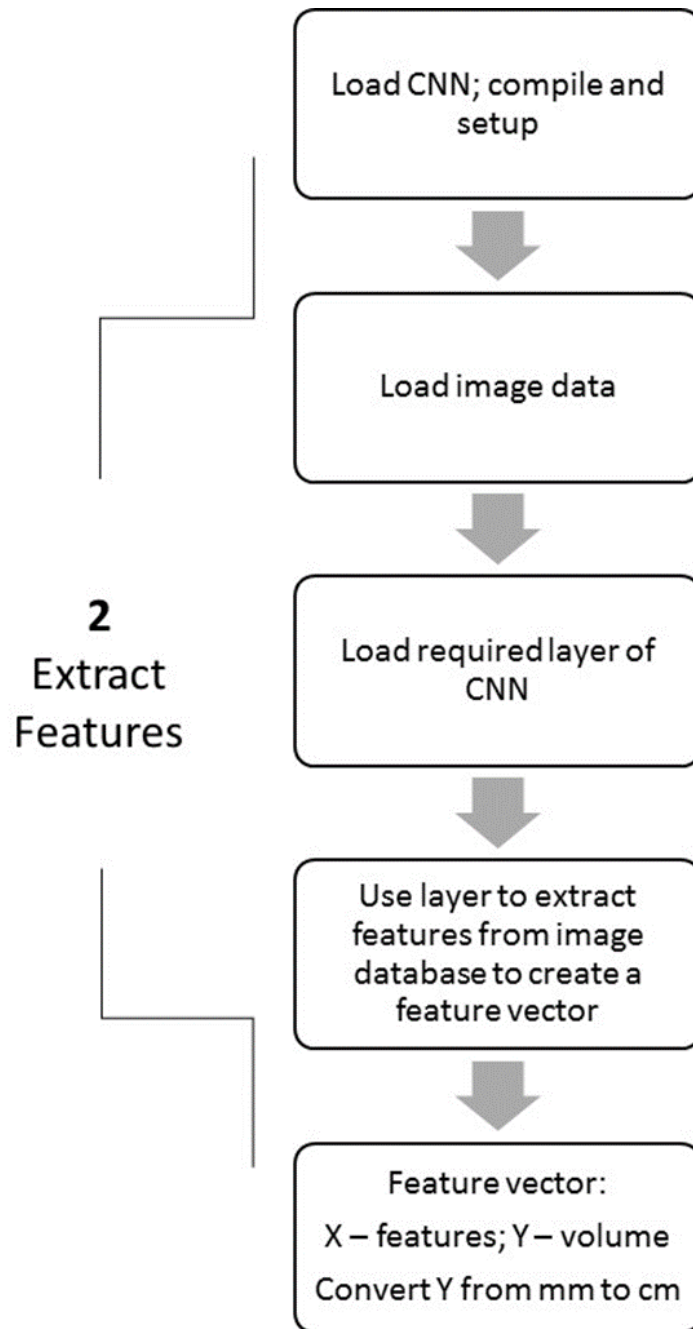 Load CNN; compile and
setup
Load image data
2
Extract
Features
Load required layer of
CNN
Use layer to extract
features from image
database to create a
feature vector
Feature vector:
X – features; Y – volume
Convert Y from mm to cm